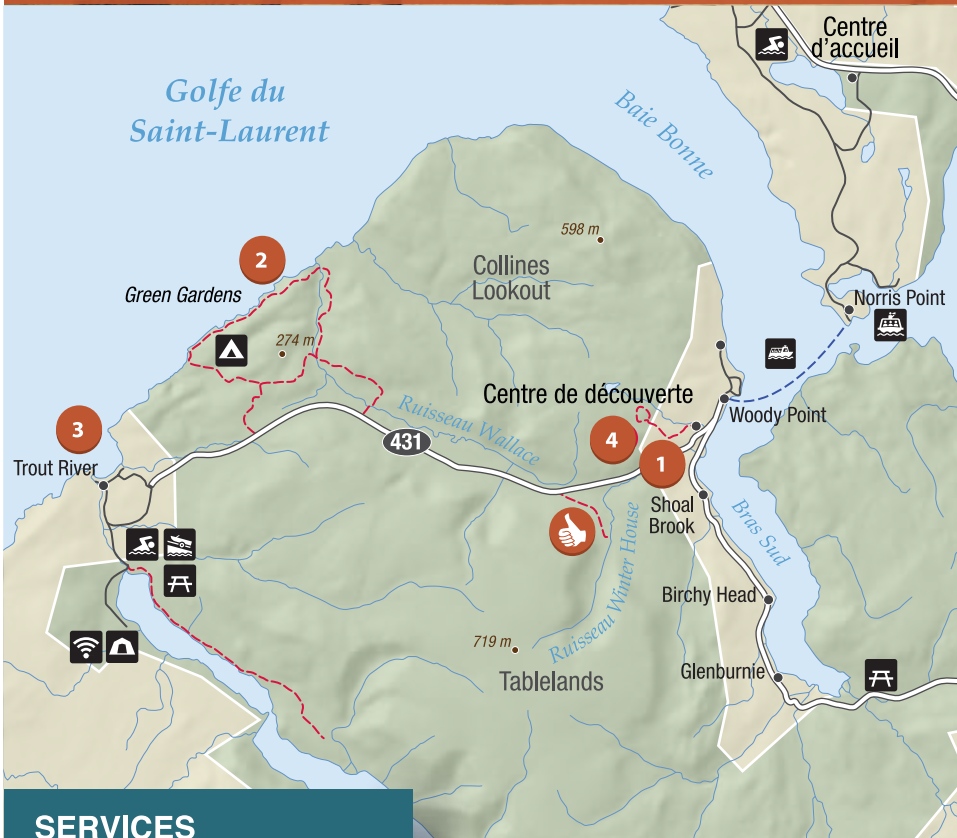 Centre
d'accueil
Golfe du
Saint-Laurent
Baie Bonne
598 m
Collines
Lookout
2
Green Gardens
274 m
Norris Point
Centre de découverte
Woody Point
Ruisseau Wallace
431
4
1
3
Trout River
Shoal
Brook
Bras Sud
Ruisseau Winter House
Birchy Head
719 m
Tablelands
Glenburnie
SERVICES